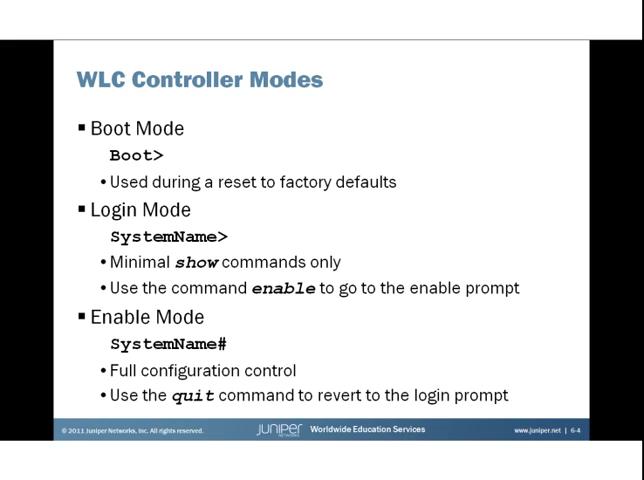 WLC Controller Modes
▪ Boot Mode
Boot>
• Used during a reset to factory defaults
▪ Login Mode
SystemName>
• Minimal show commands only
• Use the command enable to go to the enable prompt
▪ Enable Mode
SystemName#
• Full configuration control
• Use the quit command to revert to the login prompt
© 2011 Juniper Networks, Inc. All rights reserved. JUNIPER NETWORKS Worldwide Education Services www.juniper.net | 6-4